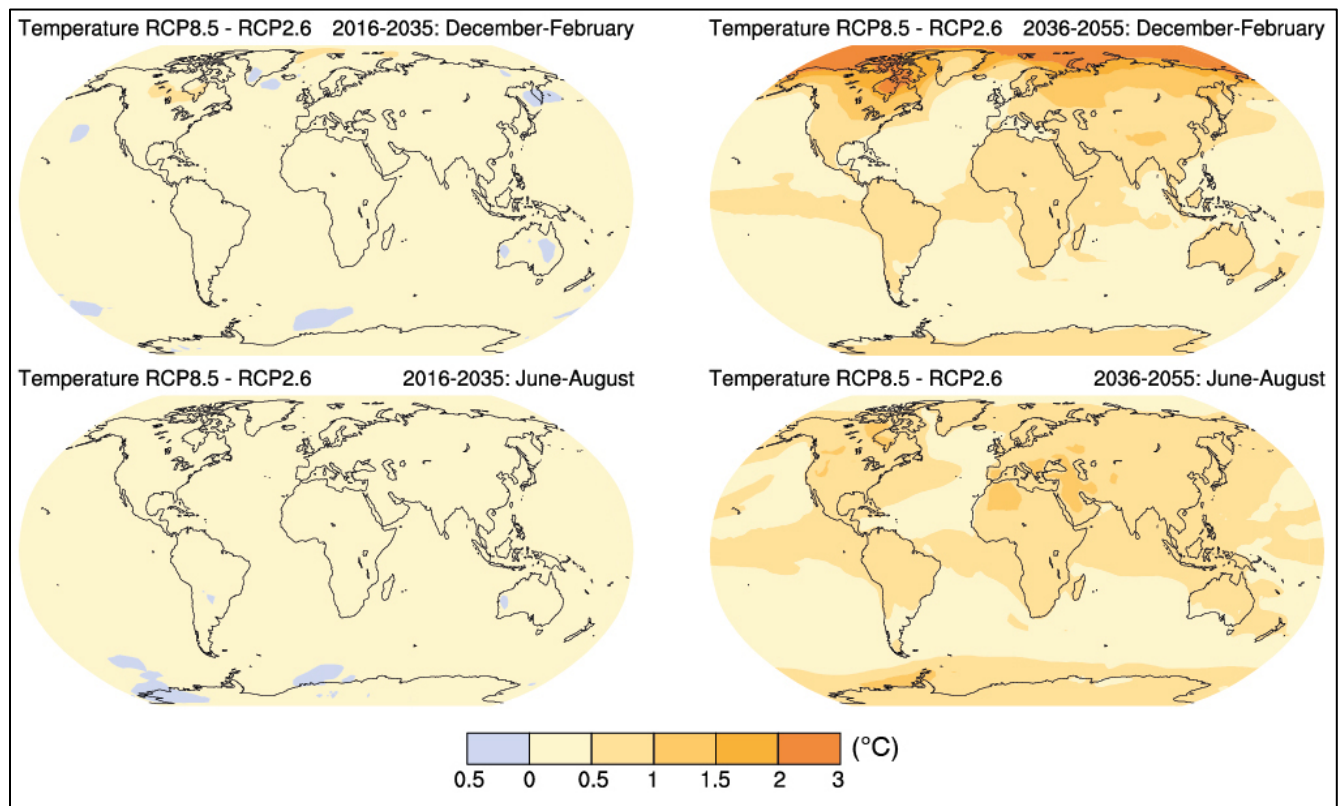 Temperature RCP8.5 - RCP2.6 2016-2035: December-February
Temperature RCP8.5 - RCP2.6 2036-2055: December-February
Temperature RCP8.5 - RCP2.6 2016-2035: June-August
Temperature RCP8.5 - RCP2.6 2036-2055: June-August
0.5 0 0.5 1 1.5 2 3 (°C)